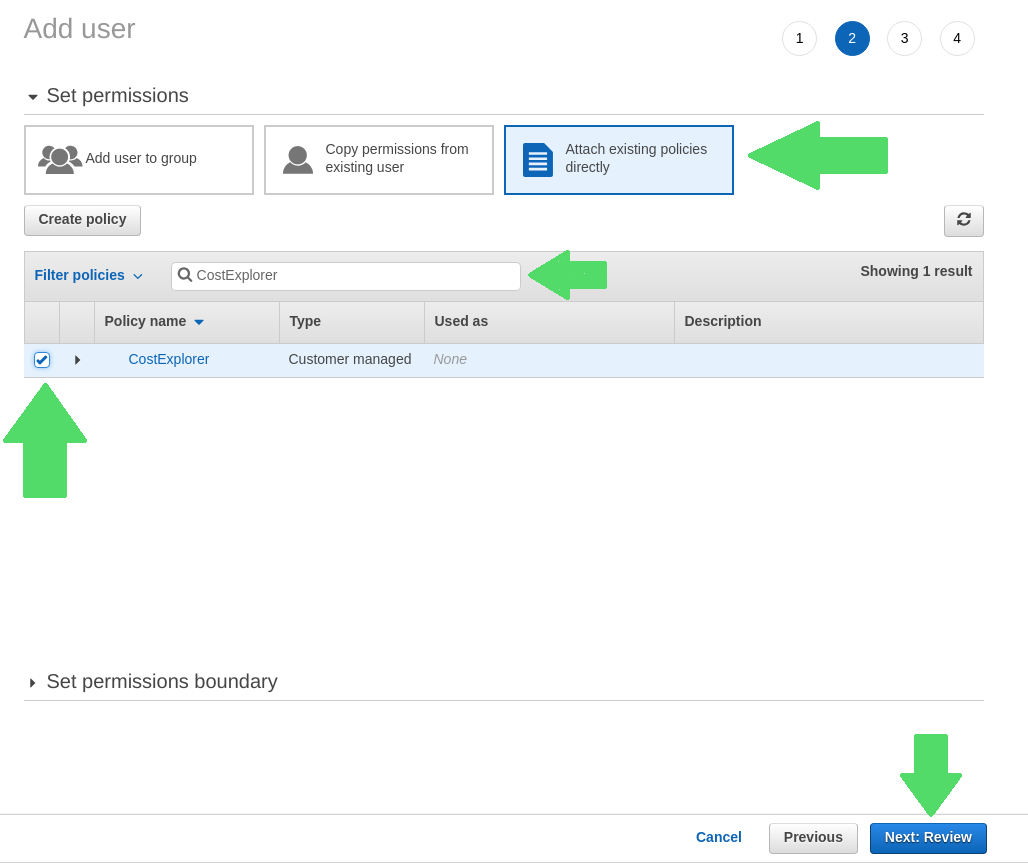 Add user
1 2 3 4
Set permissions
Add user to group
Copy permissions from
existing user
Attach existing policies
directly
Create policy
Filter policies
CostExplorer
Showing 1 result
Policy name Type Used as Description
CostExplorer Customer managed None
Set permissions boundary
Cancel Previous Next: Review